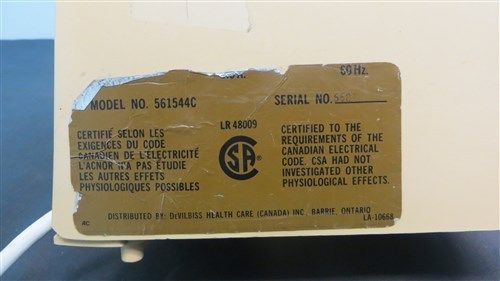 60 Hz.
MODEL NO. 561544C
SERIAL NO.
LR 48009
CERTIFIÉ SELON LES
EXIGENCES DU CODE
CANADIEN DE L'ÉLECTRICITÉ
L'ACNOR N'A PAS ÉTUDIÉ
LES AUTRES EFFETS
PHYSIOLOGIQUES POSSIBLES
CSA
CERTIFIED TO THE
REQUIREMENTS OF THE
CANADIAN ELECTRICAL
CODE. CSA HAD NOT
INVESTIGATED OTHER
PHYSIOLOGICAL EFFECTS.
DISTRIBUTED BY: DeVILBISS HEALTH CARE (CANADA) INC., BARRIE, ONTARIO
AC
LA-10668